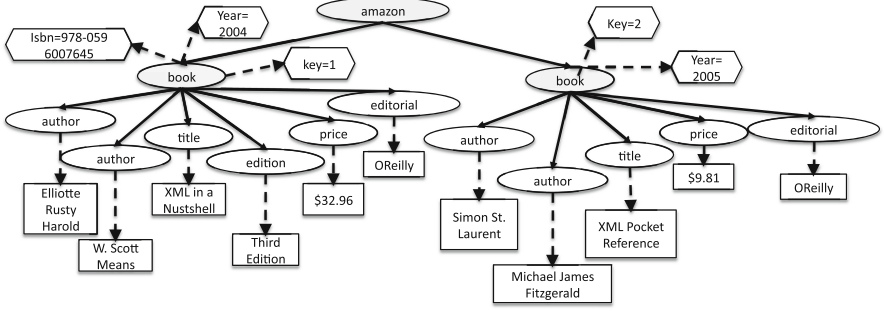 amazon
Isbn=978-059
6007645
Year=
2004
key=1
book
Key=2
Year=
2005
book
author
author
title
edition
price
editorial
Elliotte
Rusty
Harold
W. Scott
Means
XML in a
Nustshell
Third
Edition
$32.96
OReilly
author
author
title
price
editorial
Simon St.
Laurent
Michael James
Fitzgerald
XML Pocket
Reference
$9.81
OReilly